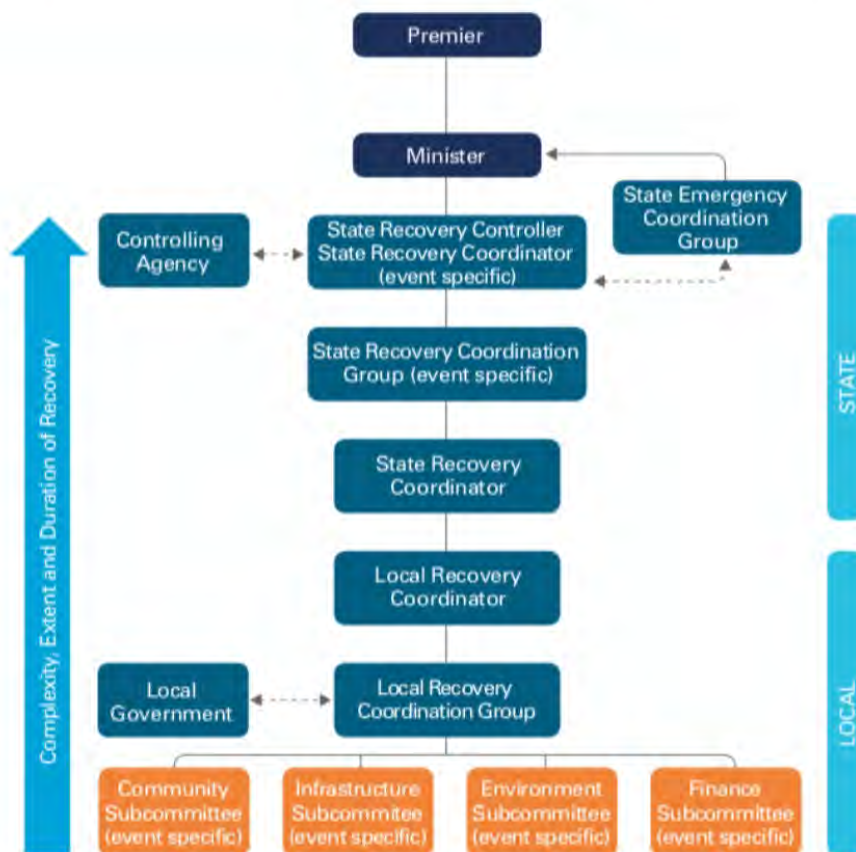 Premier
Minister
State Emergency
Coordination
Group
Controlling
Agency
State Recovery Controller
State Recovery Coordinator
(event specific)
State Recovery Coordination
Group (event specific)
State Recovery
Coordinator
Local Recovery
Coordinator
Local
Government
Local Recovery
Coordination Group
Community
Subcommittee
(event specific)
Infrastructure
Subcommitee
(event specific)
Environment
Subcommittee
(event specific)
Finance
Subcommittee
(event specific)
Complexity, Extent and Duration of Recovery
STATE
LOCAL